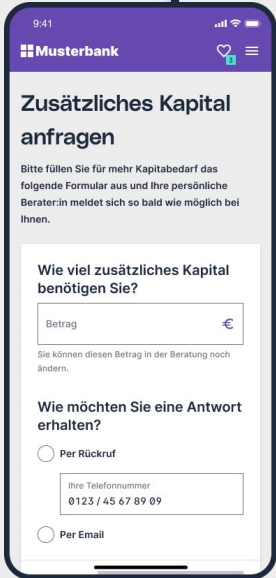 9:41
Musterbank
3
Zusätzliches Kapital
anfragen
Bitte füllen Sie für mehr Kapitabedarf das
folgende Formular aus und Ihre persönliche
Berater:in meldet sich so bald wie möglich bei
Ihnen.
Wie viel zusätzliches Kapital
benötigen Sie?
Betrag €
Sie können diesen Betrag in der Beratung noch
ändern.
Wie möchten Sie eine Antwort
erhalten?
Per Rückruf
Ihre Telefonnummer
0123 / 45 67 89 09
Per Email